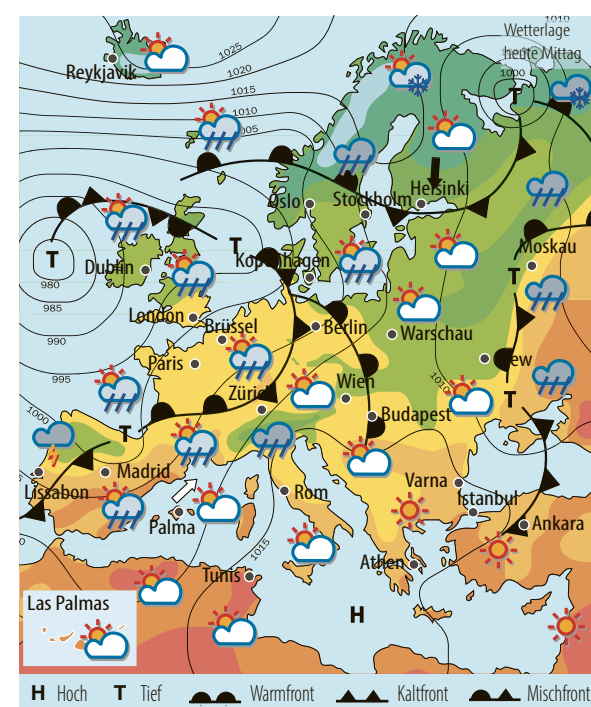 1010
Wetterlage
heute Mittag
1025
Reykjavik
1020
1000
T
1015
1010
1005
Oslo
Stockholm
Helsinki
T
T
Kopenhagen
Moskau
Dublin
T
980
985
London
Brüssel
Berlin
990
Warschau
Paris
995
Kiew
1010
Wien
Zürich
T
1000
Budapest
T
Madrid
Varna
Lissabon
Rom
Istanbul
Palma
Ankara
1015
Athen
Tunis
Las Palmas
H
H Hoch T Tief Warmfront Kaltfront Mischfront